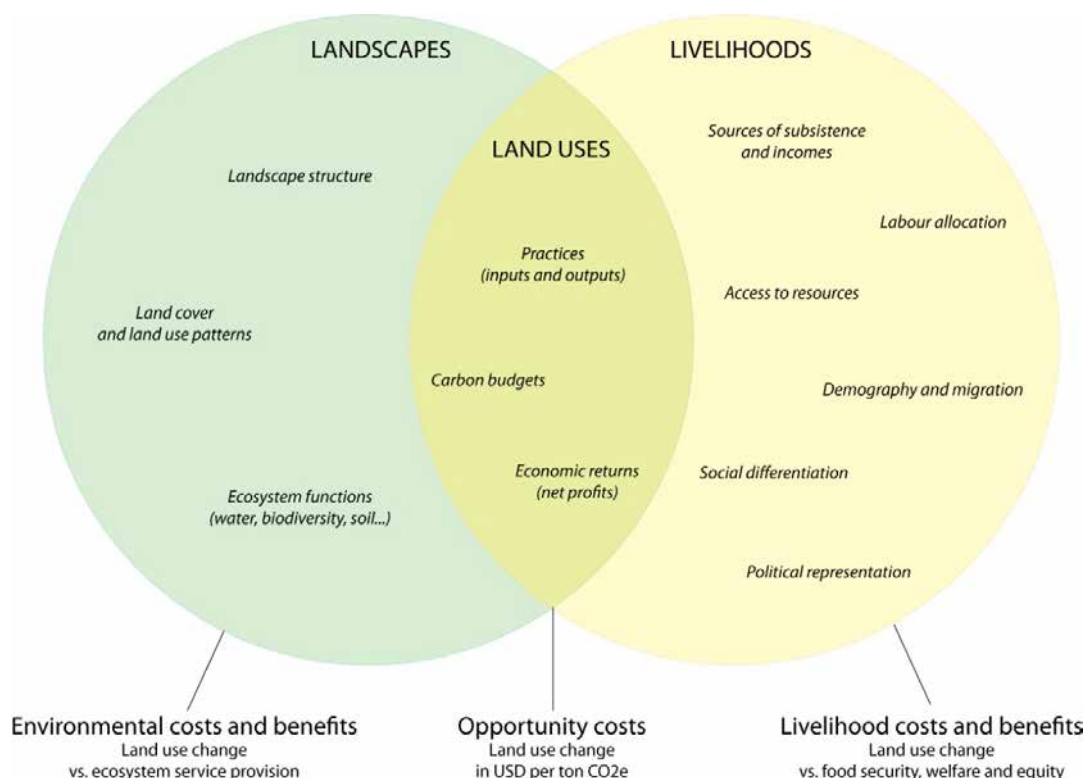 LANDSCAPES
LIVELIHOODS
LAND USES
Sources of subsistence
and incomes
Landscape structure
Labour allocation
Practices
(inputs and outputs)
Access to resources
Land cover
and land use patterns
Carbon budgets
Demography and migration
Economic returns
(net profits)
Social differentiation
Ecosystem functions
(water, biodiversity, soil...)
Political representation
Environmental costs and benefits
Land use change
vs. ecosystem service provision
Opportunity costs
Land use change
in USD per ton CO2e
Livelihood costs and benefits
Land use change
vs. food security, welfare and equity